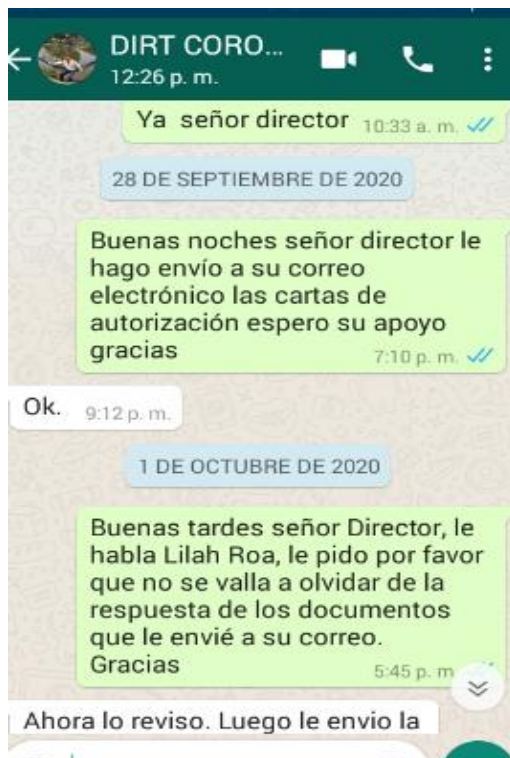 DIRT CORO...
12:26 p. m.
Ya señor director 10:33 a. m.
28 DE SEPTIEMBRE DE 2020
Buenas noches señor director le
hago envío a su correo
electrónico las cartas de
autorización espero su apoyo
gracias 7:10 p. m.
Ok. 9:12 p. m.
1 DE OCTUBRE DE 2020
Buenas tardes señor Director, le
habla Lilah Roa, le pido por favor
que no se valla a olvidar de la
respuesta de los documentos
que le envié a su correo.
Gracias 5:45 p. m
Ahora lo reviso. Luego le envio la